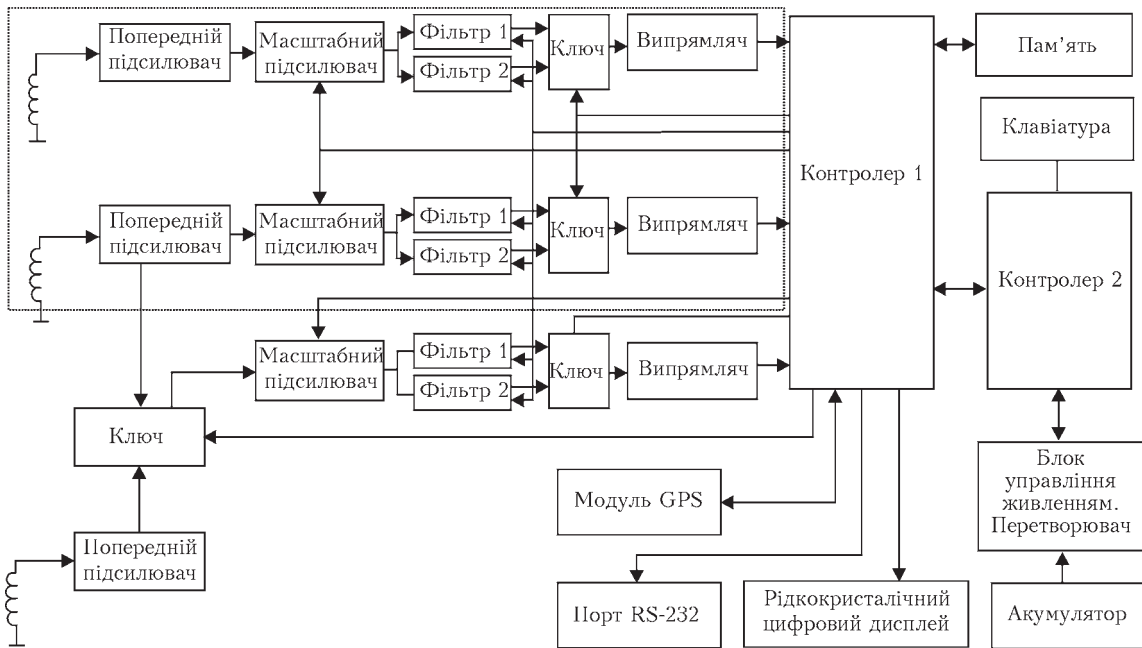 Попередній
підсилювач
Масштабний
підсилювач
Фільтр 1
Фільтр 2
Ключ
Випрямляч
Контролер 1
Пам’ять
Клавіатура
Попередній
підсилювач
Масштабний
підсилювач
Фільтр 1
Фільтр 2
Ключ
Випрямляч
Контролер 2
Масштабний
підсилювач
Фільтр 1
Фільтр 2
Ключ
Випрямляч
Ключ
Модуль GPS
Блок
управління
живленням.
Перетворювач
Попередній
підсилювач
Порт RS-232
Рідкокристалічний
цифровий дисплей
Акумулятор